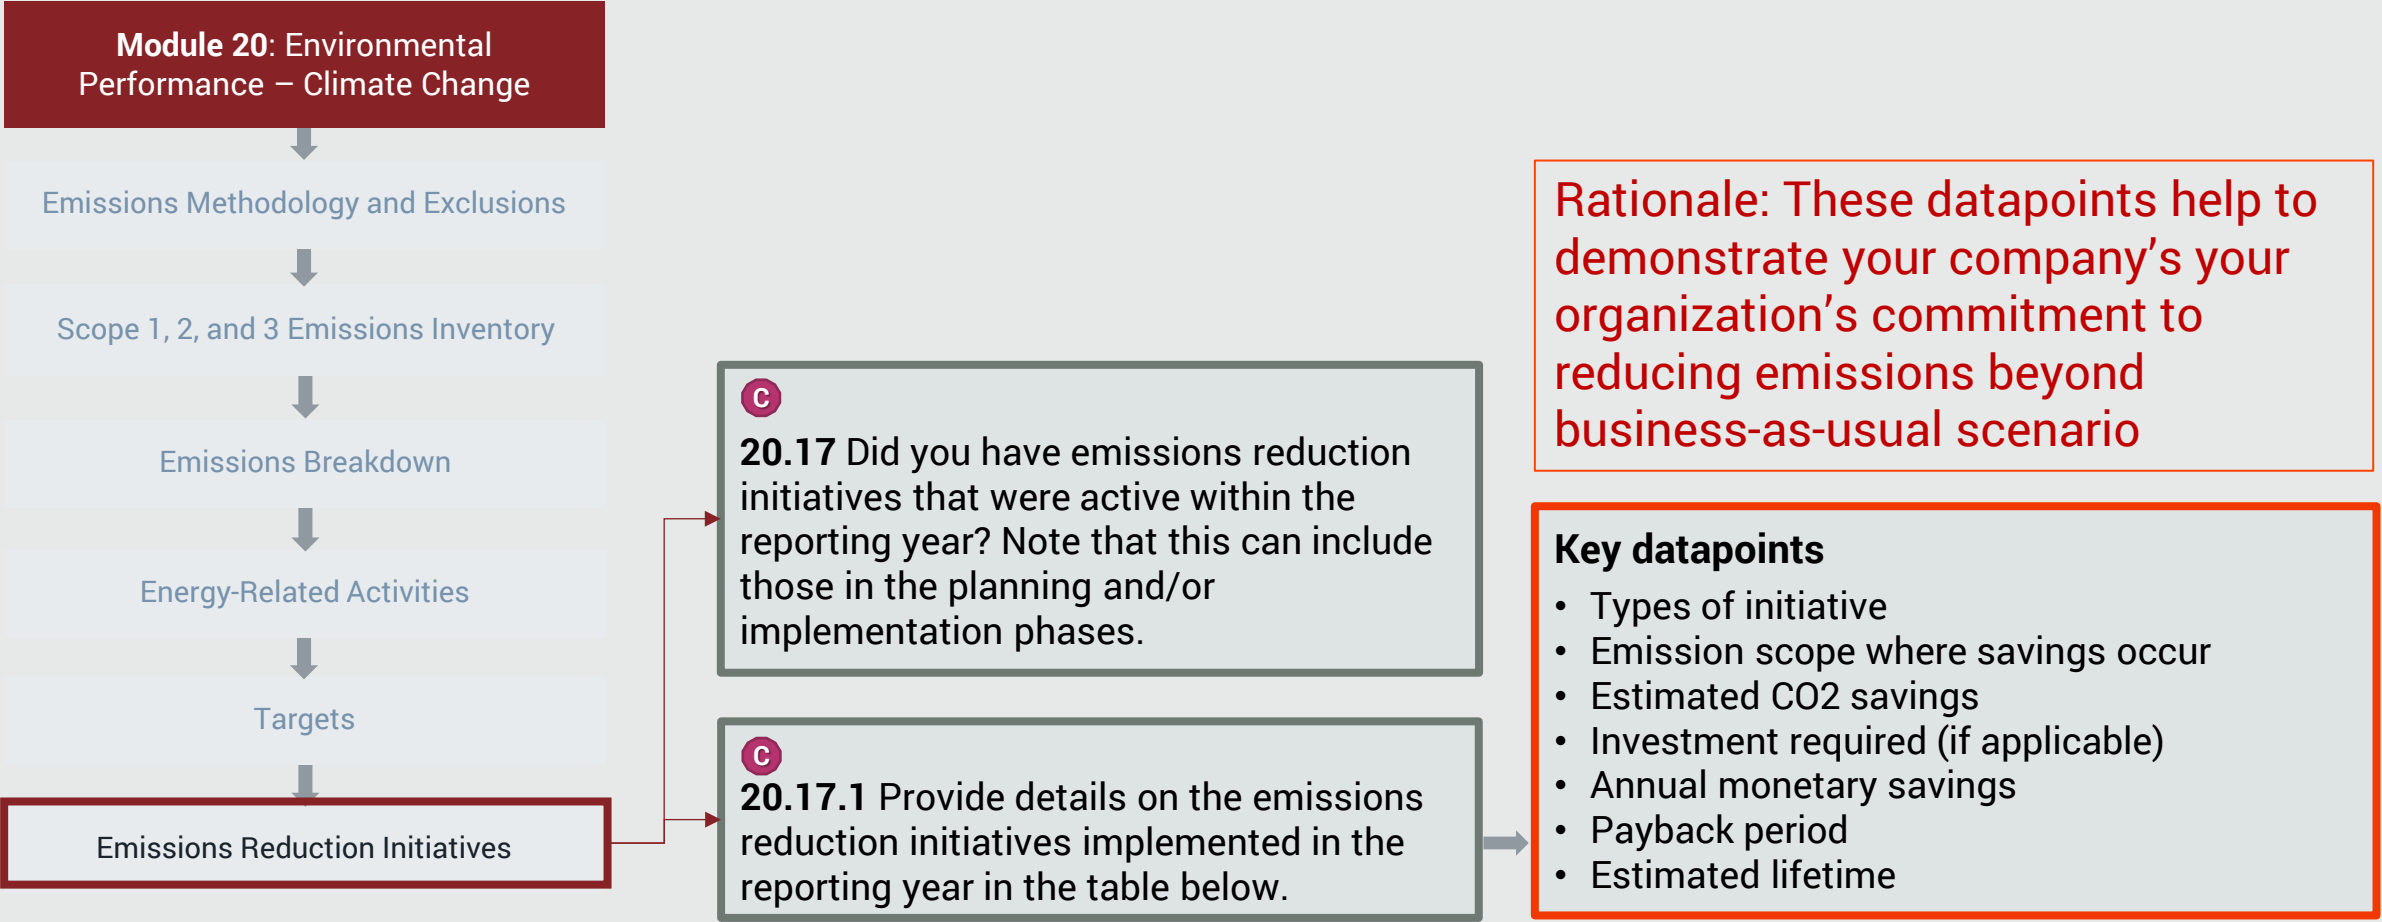 Module 20: Environmental
Performance – Climate Change
Emissions Methodology and Exclusions
Scope 1, 2, and 3 Emissions Inventory
Emissions Breakdown
Energy-Related Activities
Targets
Emissions Reduction Initiatives
C
20.17 Did you have emissions reduction
initiatives that were active within the
reporting year? Note that this can include
those in the planning and/or
implementation phases.
C
20.17.1 Provide details on the emissions
reduction initiatives implemented in the
reporting year in the table below.
Rationale: These datapoints help to
demonstrate your company’s your
organization’s commitment to
reducing emissions beyond
business-as-usual scenario
Key datapoints
• Types of initiative
• Emission scope where savings occur
• Estimated CO2 savings
• Investment required (if applicable)
• Annual monetary savings
• Payback period
• Estimated lifetime